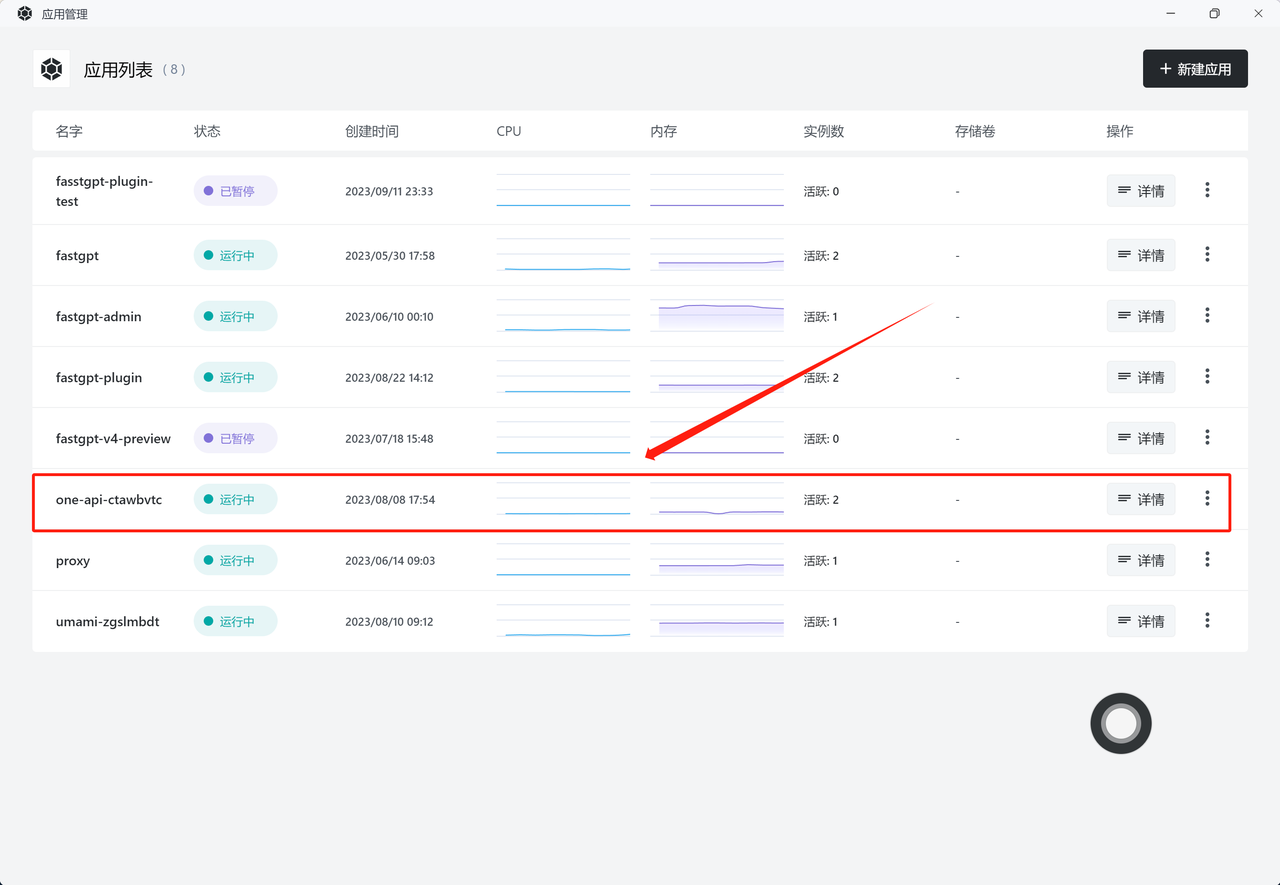 应用管理
应用列表 ( 8 )
+ 新建应用
名字 状态 创建时间 CPU 内存 实例数 存储卷 操作
fasstgpt-plugin-
test
已暂停 2023/09/11 23:33 活跃: 0 - 详情
fastgpt 运行中 2023/05/30 17:58 活跃: 2 - 详情
fastgpt-admin 运行中 2023/06/10 00:10 活跃: 1 - 详情
fastgpt-plugin 运行中 2023/08/22 14:12 活跃: 2 - 详情
fastgpt-v4-preview 已暂停 2023/07/18 15:48 活跃: 0 - 详情
one-api-ctawbvtc 运行中 2023/08/08 17:54 活跃: 2 - 详情
proxy 运行中 2023/06/14 09:03 活跃: 1 - 详情
umami-zgslmbdt 运行中 2023/08/10 09:12 活跃: 1 - 详情